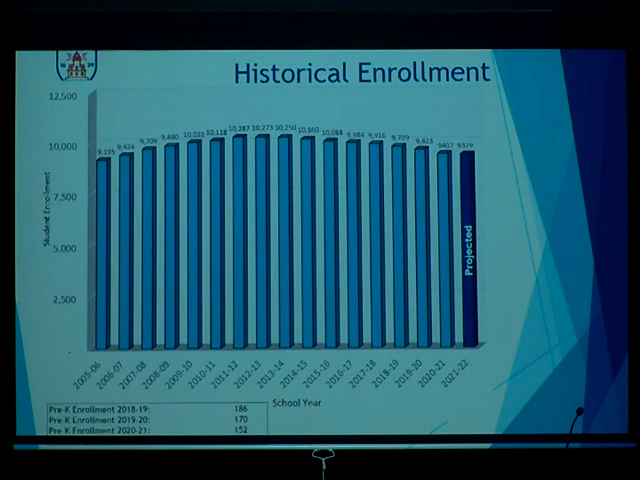 Historical Enrollment
12,500
10,000
7,500
5,000
2,500
-
Student Enrollment
9,195 9,424 9,709 9,880 10,031 10,118 10,287 10,273 10,250 10,160 10,038 9,984 9,916 9,789 9,623 9407 9379
Projected
2005-06 2006-07 2007-08 2008-09 2009-10 2010-11 2011-12 2012-13 2013-14 2014-15 2015-16 2016-17 2017-18 2018-19 2019-20 2020-21 2021-22
School Year
Pre-K Enrollment 2018-19: 186
Pre-K Enrollment 2019-20: 170
Pre-K Enrollment 2020-21: 152